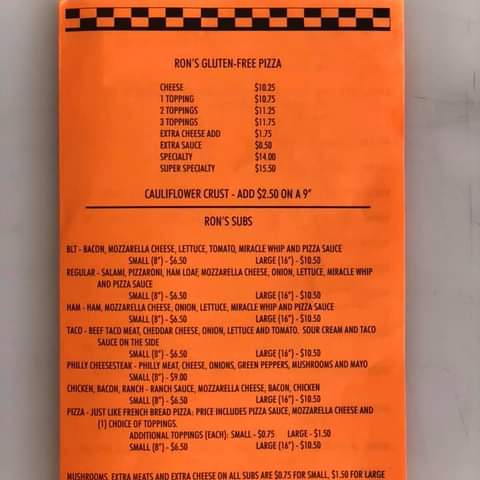 RON'S GLUTEN-FREE PIZZA
CHEESE $10.25
1 TOPPING $10.75
2 TOPPINGS $11.25
3 TOPPINGS $11.75
EXTRA CHEESE ADD $1.75
EXTRA SAUCE $0.50
SPECIALTY $14.00
SUPER SPECIALTY $15.50
CAULIFLOWER CRUST - ADD $2.50 ON A 9"
RON'S SUBS
BLT - BACON, MOZZARELLA CHEESE, LETTUCE, TOMATO, MIRACLE WHIP AND PIZZA SAUCE
SMALL (8") - $6.50 LARGE (16") - $10.50
REGULAR - SALAMI, PIZZARONI, HAM LOAF, MOZZARELLA CHEESE, ONION, LETTUCE, MIRACLE WHIP
AND PIZZA SAUCE
SMALL (8") - $6.50 LARGE (16") - $10.50
HAM - HAM, MOZZARELLA CHEESE, ONION, LETTUCE, MIRACLE WHIP AND PIZZA SAUCE
SMALL (8") - $6.50 LARGE (16") - $10.50
TACO - BEEF TACO MEAT, CHEDDAR CHEESE, ONION, LETTUCE AND TOMATO. SOUR CREAM AND TACO
SAUCE ON THE SIDE
SMALL (8") - $6.50 LARGE (16") - $10.50
PHILLY CHEESESTEAK - PHILLY MEAT, CHEESE, ONIONS, GREEN PEPPERS, MUSHROOMS AND MAYO
SMALL (8") - $9.00
CHICKEN, BACON, RANCH - RANCH SAUCE, MOZZARELLA CHEESE, BACON, CHICKEN
SMALL (8") - $6.50 LARGE (16") - $10.50
PIZZA - JUST LIKE FRENCH BREAD PIZZA: PRICE INCLUDES PIZZA SAUCE, MOZZARELLA CHEESE AND
(1) CHOICE OF TOPPINGS.
ADDITIONAL TOPPINGS (EACH): SMALL - $0.75 LARGE - $1.50
SMALL (8") - $6.50 LARGE (16") - $10.50
MUSHROOMS, EXTRA MEATS AND EXTRA CHEESE ON ALL SUBS ARE $0.75 FOR SMALL, $1.50 FOR LARGE